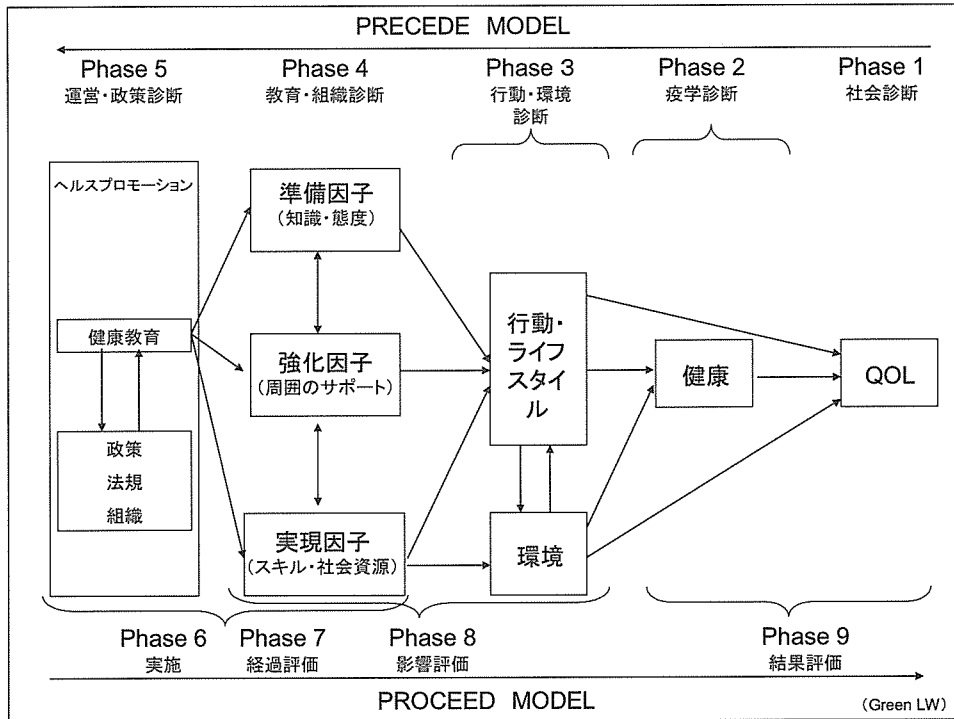 PRECEDE MODEL
Phase 5
運営・政策診断
Phase 4
教育・組織診断
Phase 3
行動・環境
診断
Phase 2
疫学診断
Phase 1
社会診断
ヘルスプロモーション
健康教育
政策
法規
組織
準備因子
(知識・態度)
強化因子
(周囲のサポート)
実現因子
(スキル・社会資源)
行動・
ライフ
スタイ
ル
環境
健康
QOL
Phase 6
実施
Phase 7
経過評価
Phase 8
影響評価
Phase 9
結果評価
PROCEED MODEL
(Green LW)